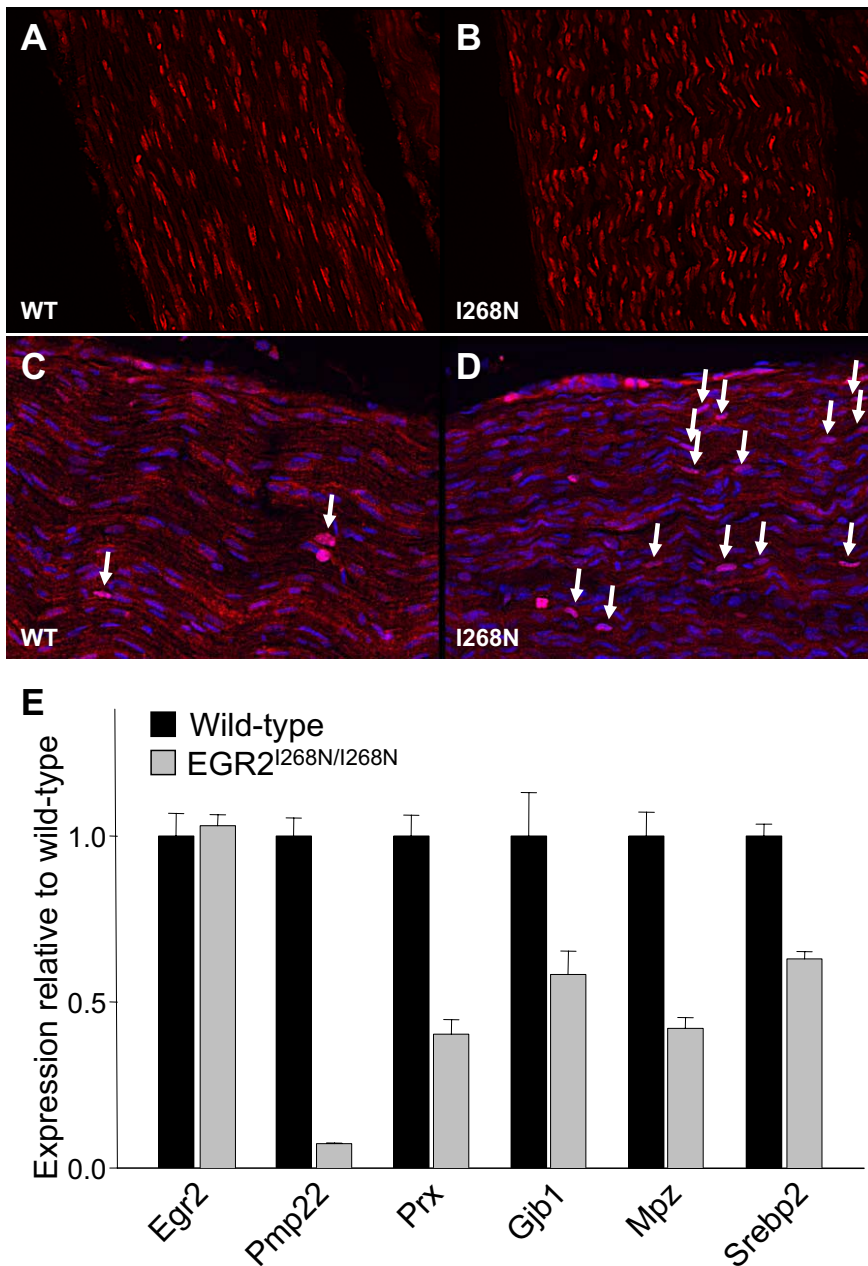 A
B
WT
I268N
C
D
WT
I268N
E
Wild-type
EGR2I268N/I268N
Expression relative to wild-type
1.0
0.5
0.0
Egr2
Pmp22
Prx
Gjb1
Mpz
Srebp2